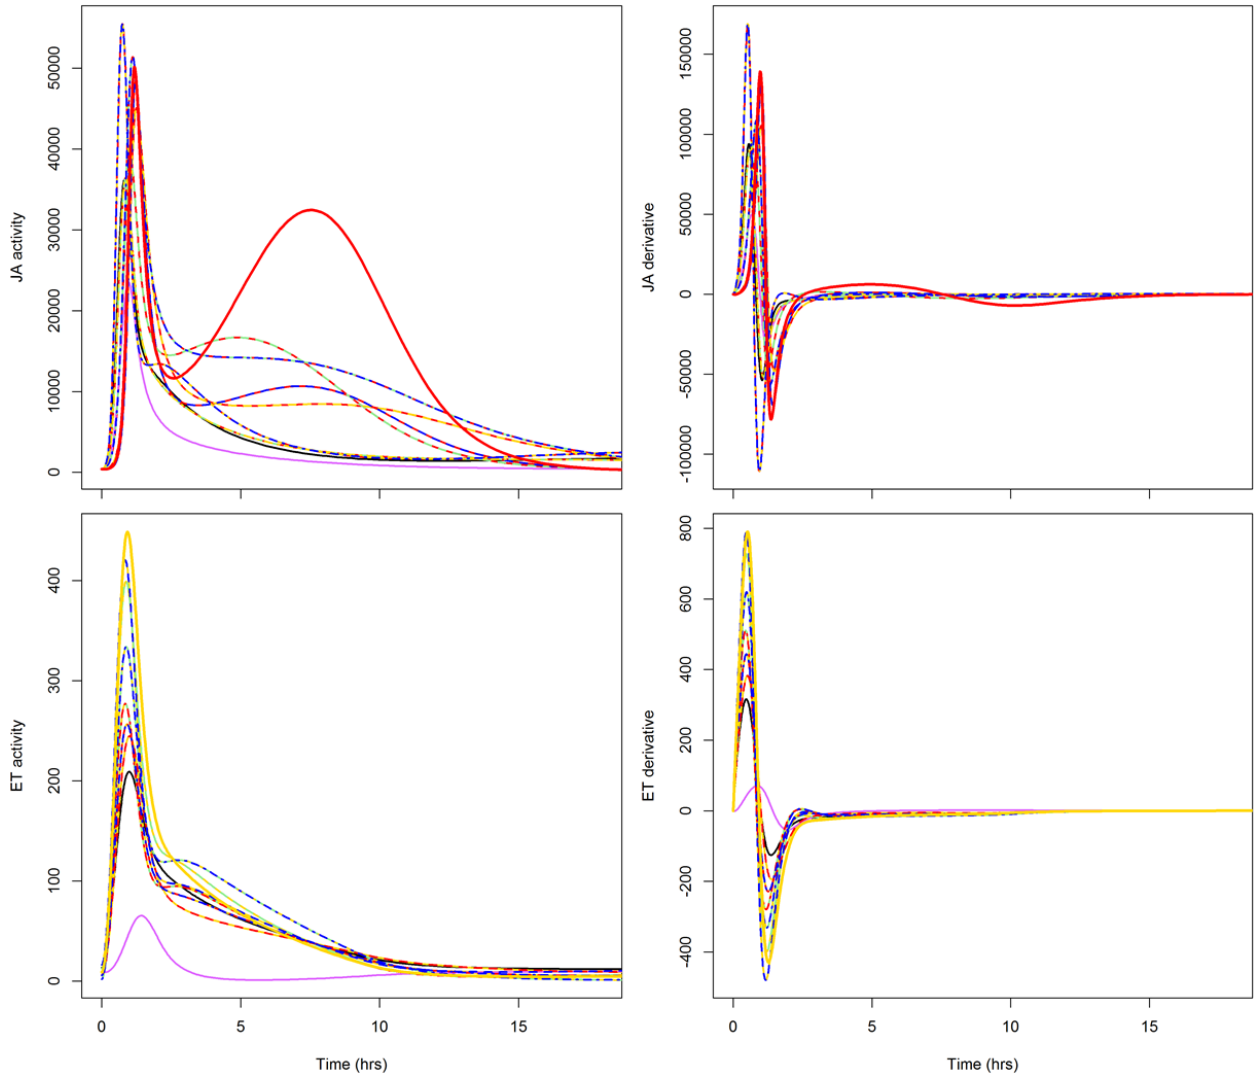 JA activity
0 10000 20000 30000 40000 50000
JA derivative
-100000 -50000 0 50000 100000 150000
ET activity
0 100 200 300 400
0 5 10 15
Time (hrs)
ET derivative
-400 -200 0 200 400 600 800
0 5 10 15
Time (hrs)